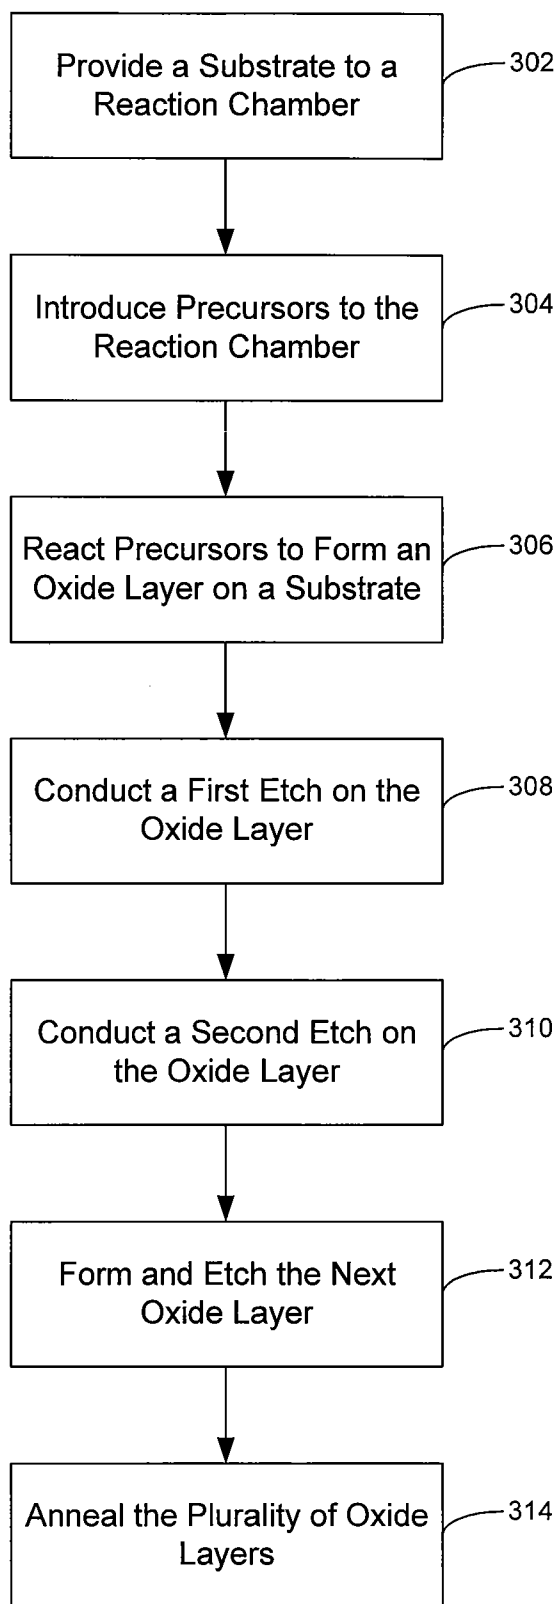 Provide a Substrate to a
Reaction Chamber
302
Introduce Precursors to the
Reaction Chamber
304
React Precursors to Form an
Oxide Layer on a Substrate
306
Conduct a First Etch on the
Oxide Layer
308
Conduct a Second Etch on
the Oxide Layer
310
Form and Etch the Next
Oxide Layer
312
Anneal the Plurality of Oxide
Layers
314